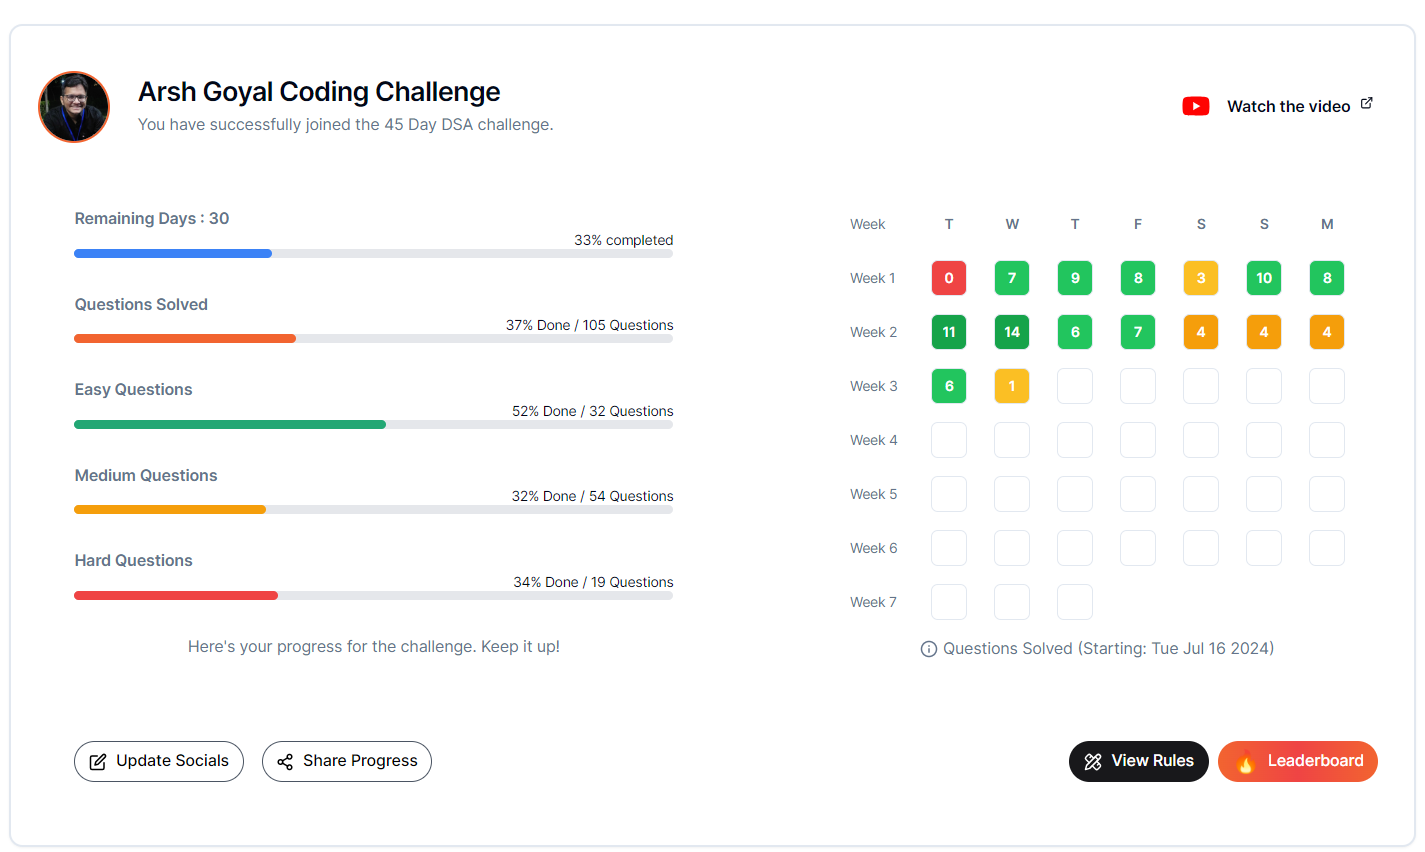 Arsh Goyal Coding Challenge
You have successfully joined the 45 Day DSA challenge.
Watch the video
Remaining Days : 30
33% completed
Questions Solved
37% Done / 105 Questions
Easy Questions
52% Done / 32 Questions
Medium Questions
32% Done / 54 Questions
Hard Questions
34% Done / 19 Questions
Here's your progress for the challenge. Keep it up!
Week T W T F S S M
Week 1 0 7 9 8 3 10 8
Week 2 11 14 6 7 4 4 4
Week 3 6 1
Week 4
Week 5
Week 6
Week 7
Questions Solved (Starting: Tue Jul 16 2024)
Update Socials
Share Progress
View Rules
Leaderboard